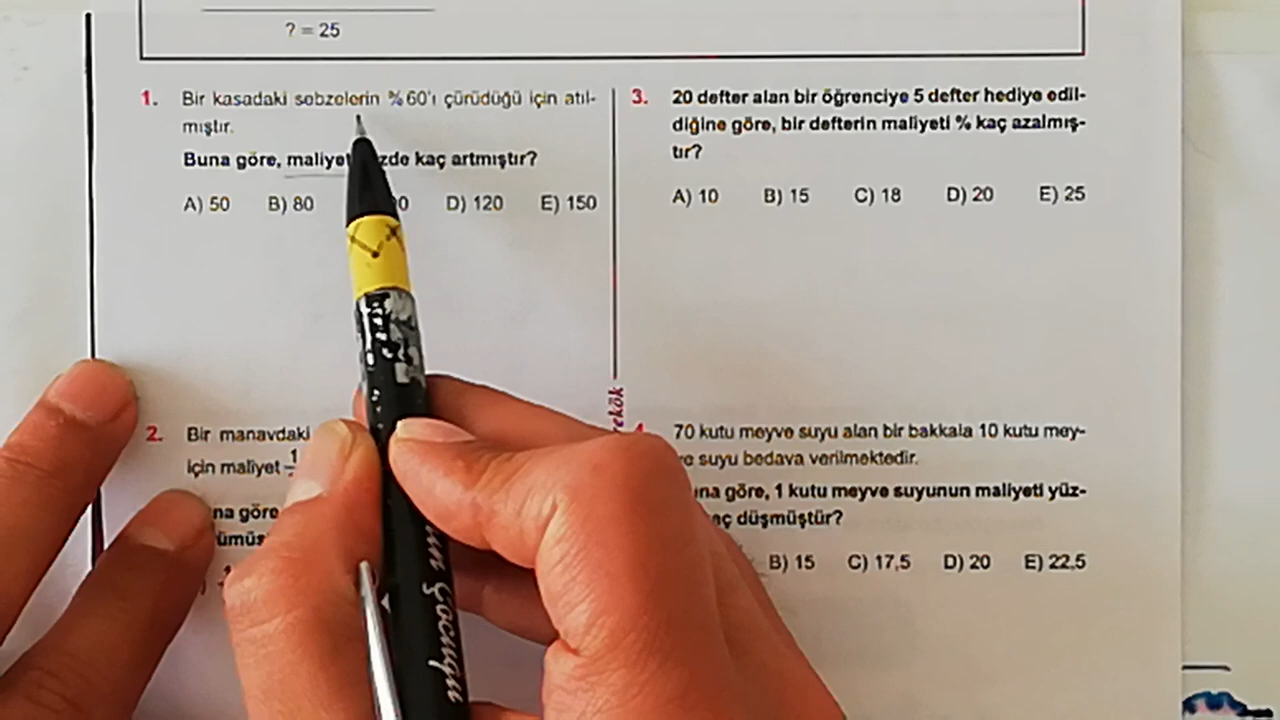 ? = 25
1. Bir kasadaki sebzelerin %60'ı çürüdüğü için atıl-
mıştır.
Buna göre, maliyet kaç artmıştır?
A) 50 B) 80 D) 120 E) 150
2. Bir manavdaki
için maliyet 1
göre
3. 20 defter alan bir öğrenciye 5 defter hediye edil-
diğine göre, bir defterin maliyeti % kaç azalmış-
tır?
A) 10 B) 15 C) 18 D) 20 E) 25
70 kutu meyve suyu alan bir bakkala 10 kutu mey-
suyu bedava verilmektedir.
göre, 1 kutu meyve suyunun maliyeti yüz-
düşmüştür?
B) 15 C) 17,5 D) 20 E) 22,5